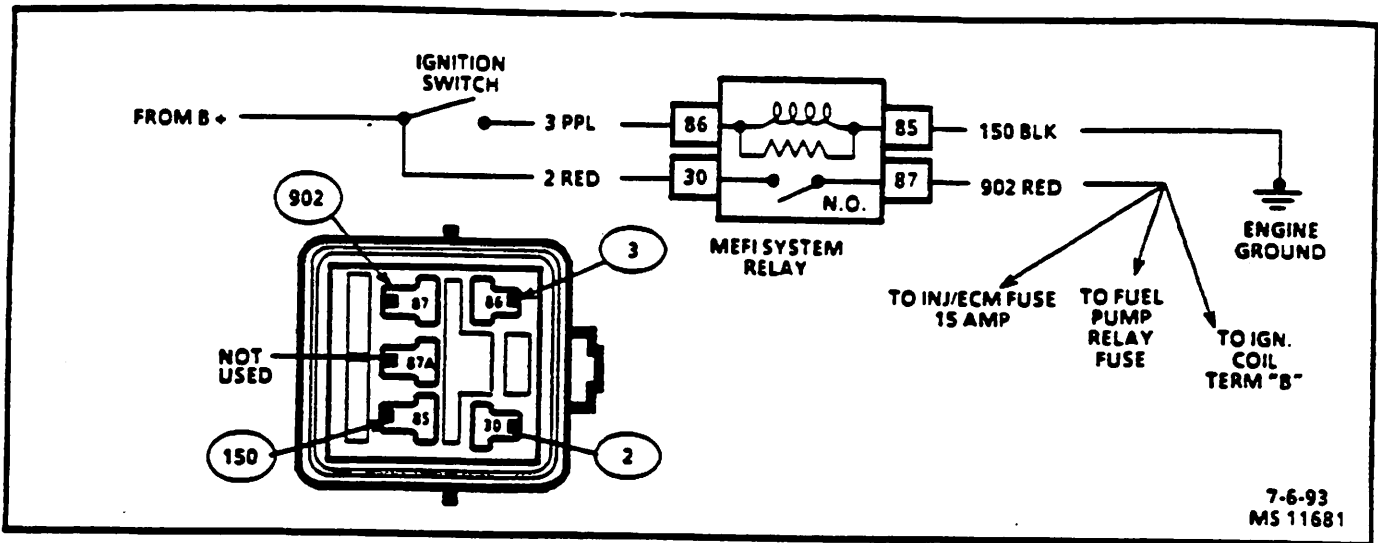 IGNITION
SWITCH
FROM B +
3 PPL
86
85
150 BLK
2 RED
30
87
902 RED
N.O.
902
MEFI SYSTEM
RELAY
ENGINE
GROUND
3
87
86
TO INJ/ECM FUSE
15 AMP
TO FUEL
PUMP
RELAY
FUSE
TO IGN.
COIL
TERM "B"
NOT
USED
87A
85
30
150
2
7-6-93
MS 11681